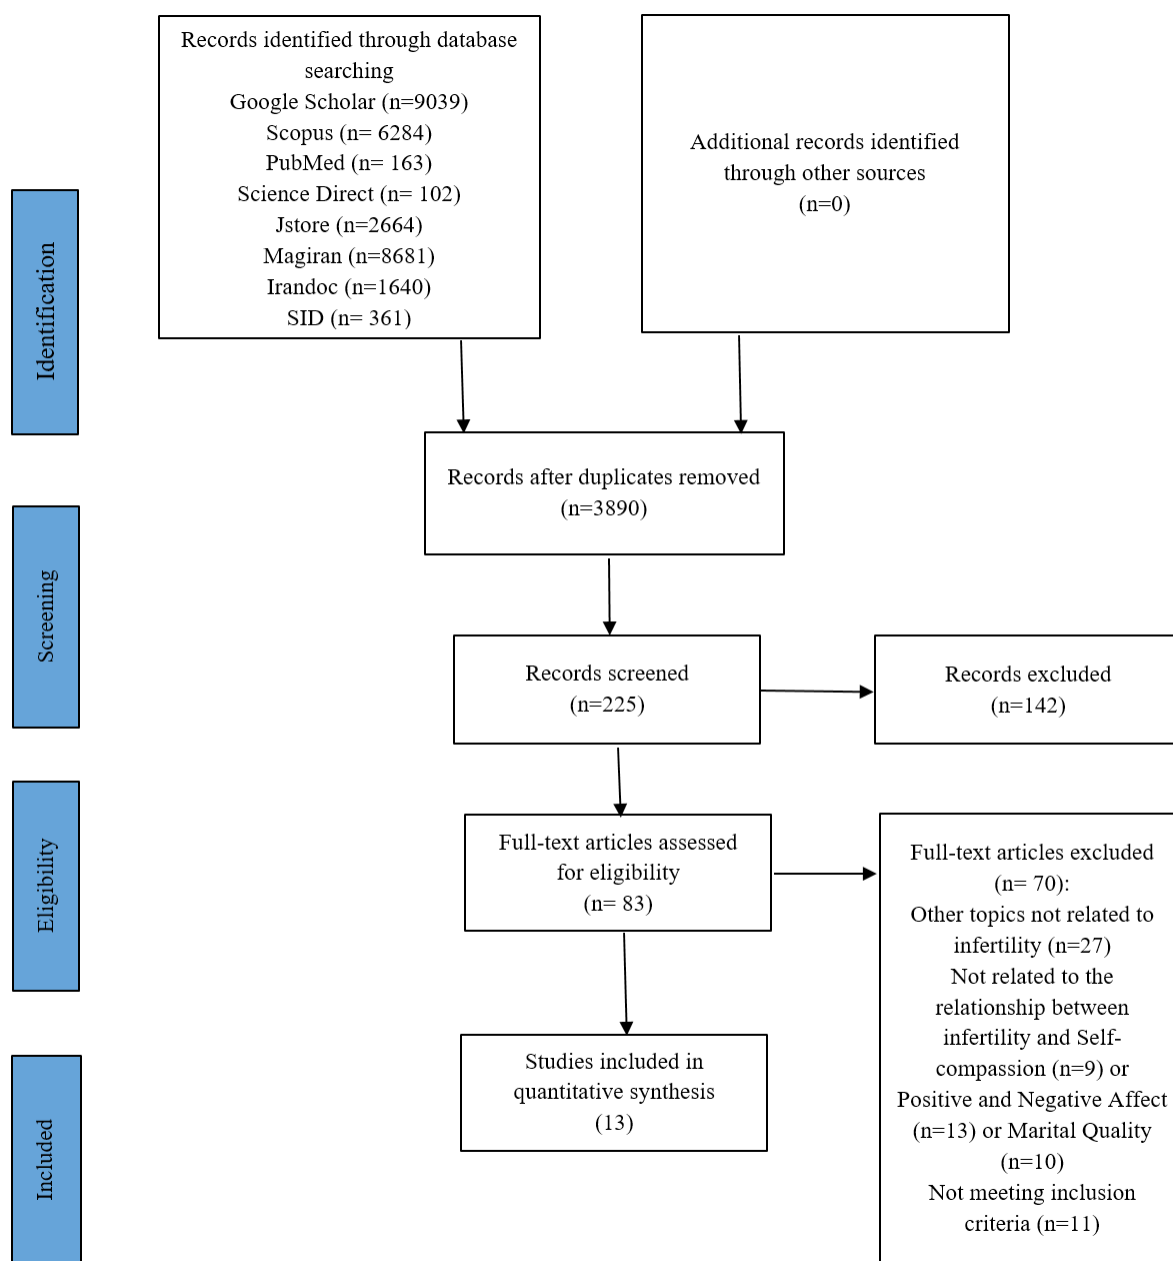 Records identified through database
searching
Google Scholar (n=9039)
Scopus (n= 6284)
PubMed (n= 163)
Science Direct (n= 102)
Jstore (n=2664)
Magiran (n=8681)
Irandoc (n=1640)
SID (n= 361)
Additional records identified
through other sources
(n=0)
Identification
Records after duplicates removed
(n=3890)
Screening
Records screened
(n=225)
Records excluded
(n=142)
Eligibility
Full-text articles assessed
for eligibility
(n= 83)
Full-text articles excluded
(n= 70):
Other topics not related to
infertility (n=27)
Not related to the
relationship between
infertility and Self-
compassion (n=9) or
Positive and Negative Affect
(n=13) or Marital Quality
(n=10)
Not meeting inclusion
criteria (n=11)
Included
Studies included in
quantitative synthesis
(13)